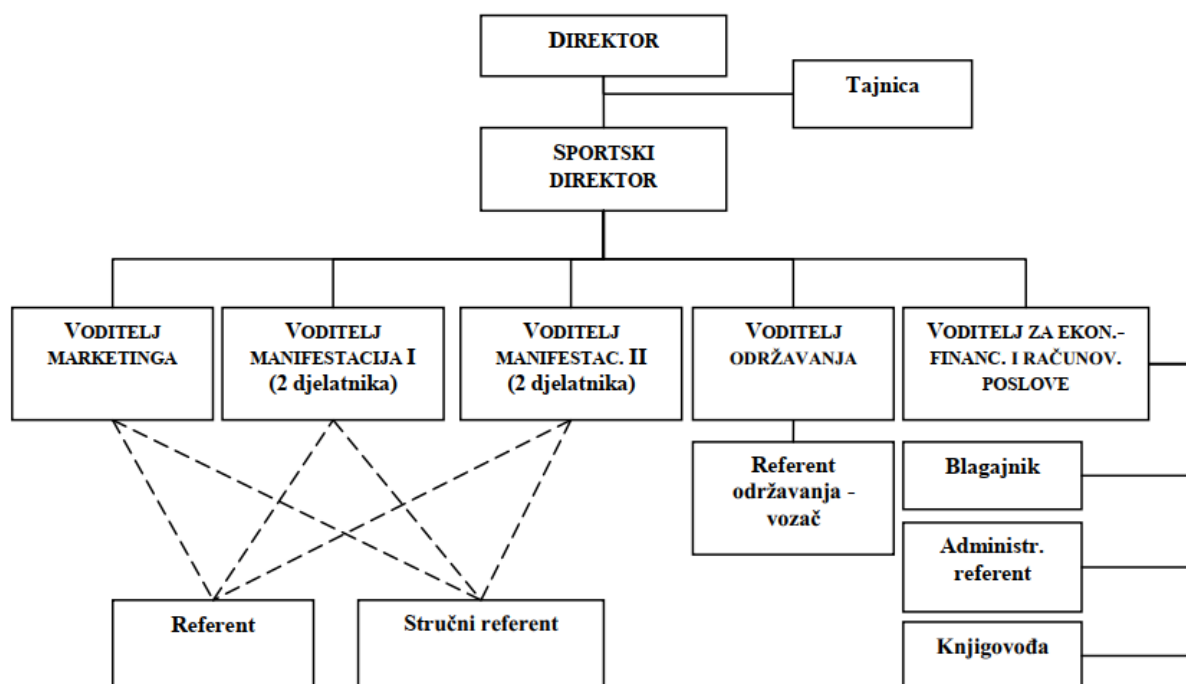 DIREKTOR
Tajnica
SPORTSKI
DIREKTOR
VODITELJ
MARKETINGA
VODITELJ
MANIFESTACIJA I
(2 djelatnika)
VODITELJ
MANIFESTAC. II
(2 djelatnika)
VODITELJ
ODRŽAVANJA
VODITELJ ZA EKON.-
FINANC. I RAČUNOV.
POSLOVE
Referent
održavanja -
vozač
Blagajnik
Administr.
referent
Knjigovođa
Referent
Stručni referent